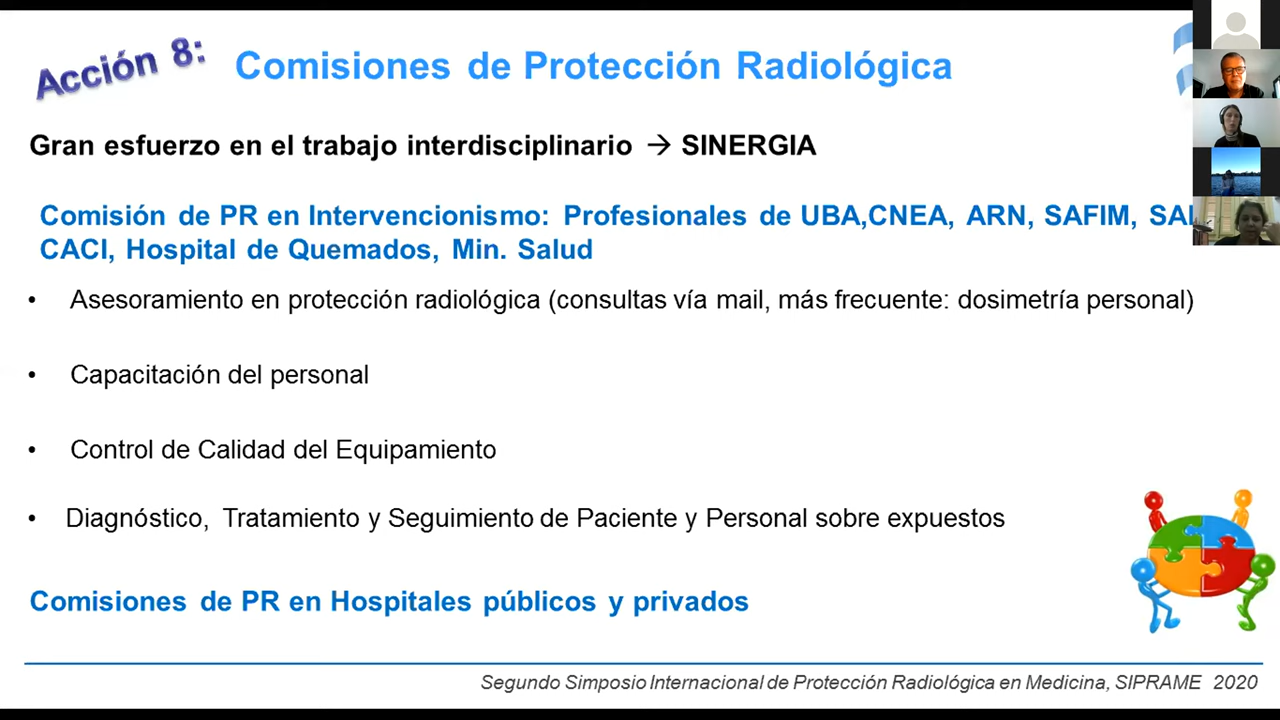 Acción 8:
Comisiones de Protección Radiológica
Gran esfuerzo en el trabajo interdisciplinario → SINERGIA
Comisión de PR en Intervencionismo: Profesionales de UBA,CNEA, ARN, SAFIM,
CACI, Hospital de Quemados, Min. Salud
• Asesoramiento en protección radiológica (consultas vía mail, más frecuente: dosimetría personal)
• Capacitación del personal
• Control de Calidad del Equipamiento
• Diagnóstico, Tratamiento y Seguimiento de Paciente y Personal sobre expuestos
Comisiones de PR en Hospitales públicos y privados
Segundo Simposio Internacional de Protección Radiológica en Medicina, SIPRAME 2020